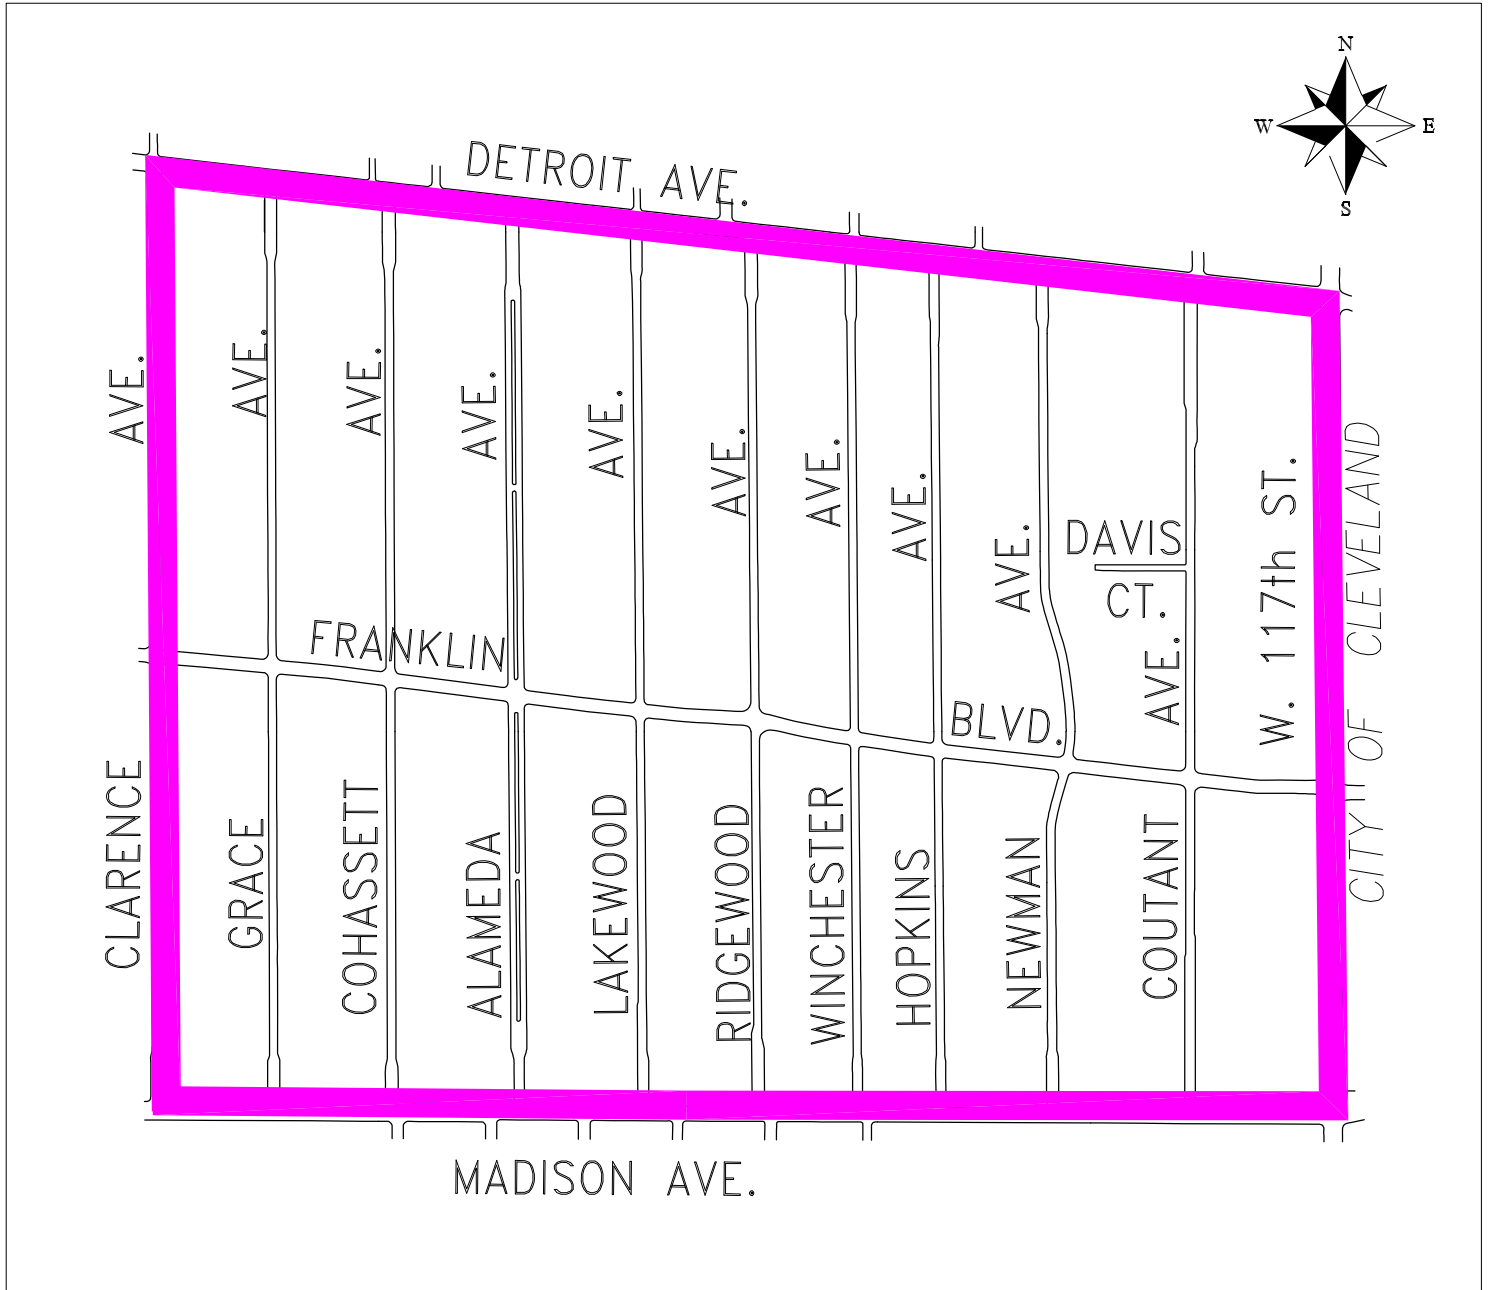 N
W E
S
DETROIT AVE.
CLARENCE AVE.
GRACE AVE.
COHASSETT AVE.
ALAMEDA AVE.
LAKEWOOD AVE.
RIDGEWOOD AVE.
WINCHESTER AVE.
HOPKINS AVE.
NEWMAN AVE.
COUTANT AVE.
DAVIS
CT.
W. 117th ST.
CITY OF CLEVELAND
FRANKLIN BLVD.
MADISON AVE.